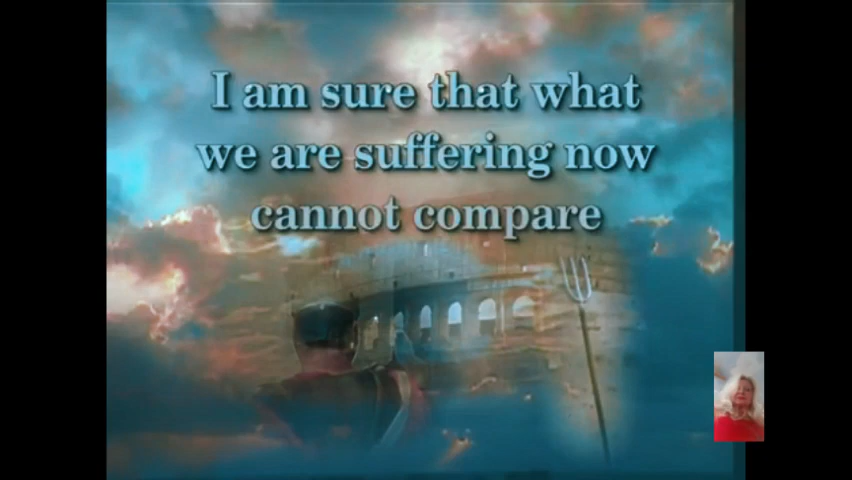 I am sure that what
we are suffering now
cannot compare